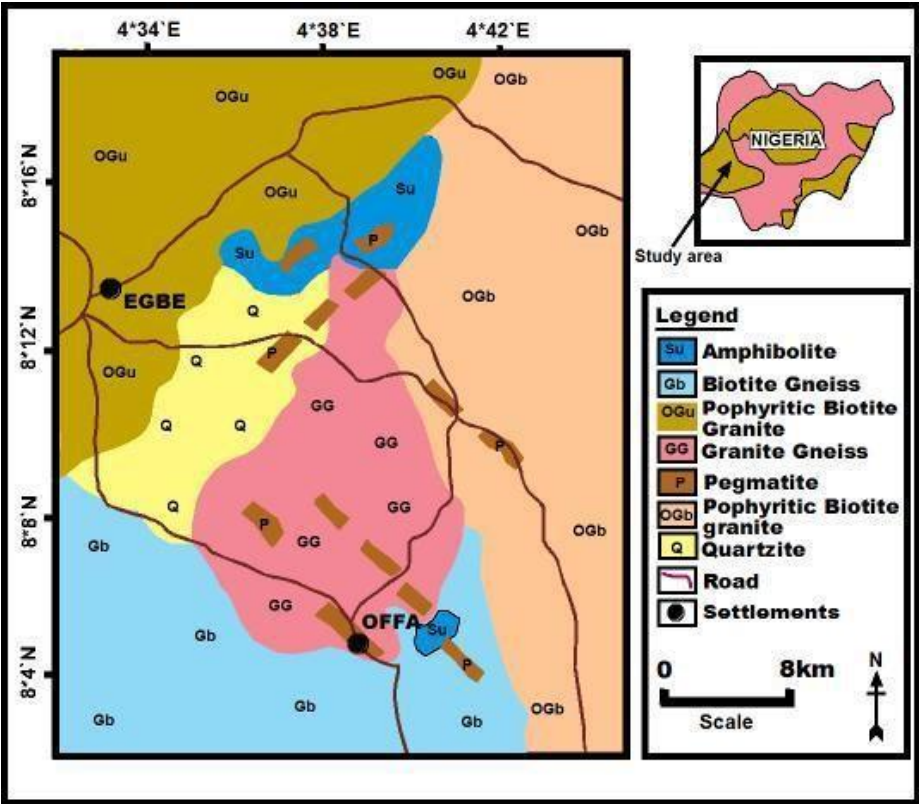 4*34`E
4*38`E
4*42`E
8*16`N
8*12`N
8*8`N
8*4`N
OGu
OGb
OGu
OGu
OGu
Su
OGb
Su
P
OGb
EGBE
Q
P
Q
OGu
GG
Q
Q
GG
P
Q
GG
P
OGb
Gb
GG
GG
OFFA
Su
Gb
P
Gb
Gb
Gb
OGb
NIGERIA
Study area
Legend
Su Amphibolite
Gb Biotite Gneiss
OGu Pophyritic Biotite
Granite
GG Granite Gneiss
P Pegmatite
OGb Pophyritic Biotite
granite
Q Quartzite
Road
Settlements
0 8km
Scale
N